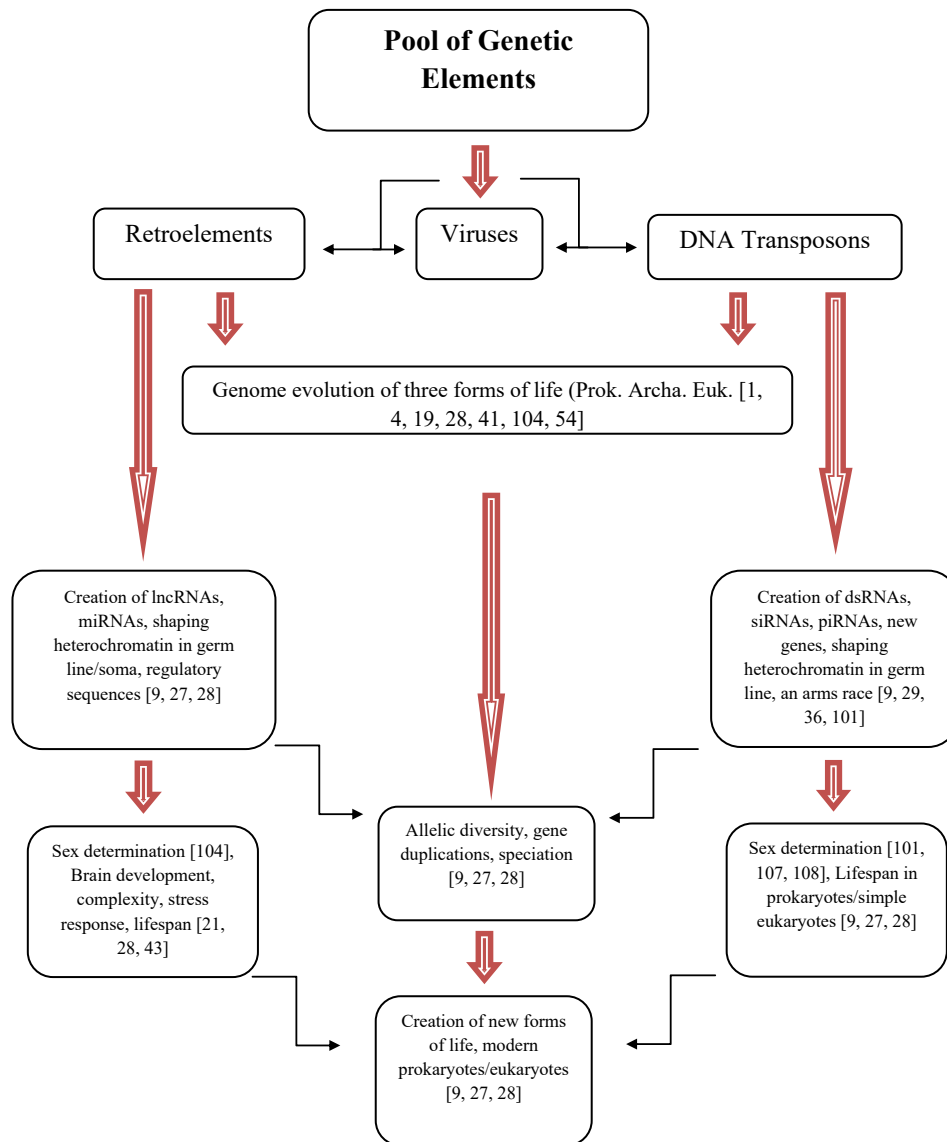 Pool of Genetic
Elements
Retroelements
Viruses
DNA Transposons
Genome evolution of three forms of life (Prok. Archa. Euk. [1,
4, 19, 28, 41, 104, 54]
Creation of lncRNAs,
miRNAs, shaping
heterochromatin in germ
line/soma, regulatory
sequences [9, 27, 28]
Creation of dsRNAs,
siRNAs, piRNAs, new
genes, shaping
heterochromatin in germ
line, an arms race [9, 29,
36, 101]
Sex determination [104],
Brain development,
complexity, stress
response, lifespan [21,
28, 43]
Allelic diversity, gene
duplications, speciation
[9, 27, 28]
Sex determination [101,
107, 108], Lifespan in
prokaryotes/simple
eukaryotes [9, 27, 28]
Creation of new forms
of life, modern
prokaryotes/eukaryotes
[9, 27, 28]